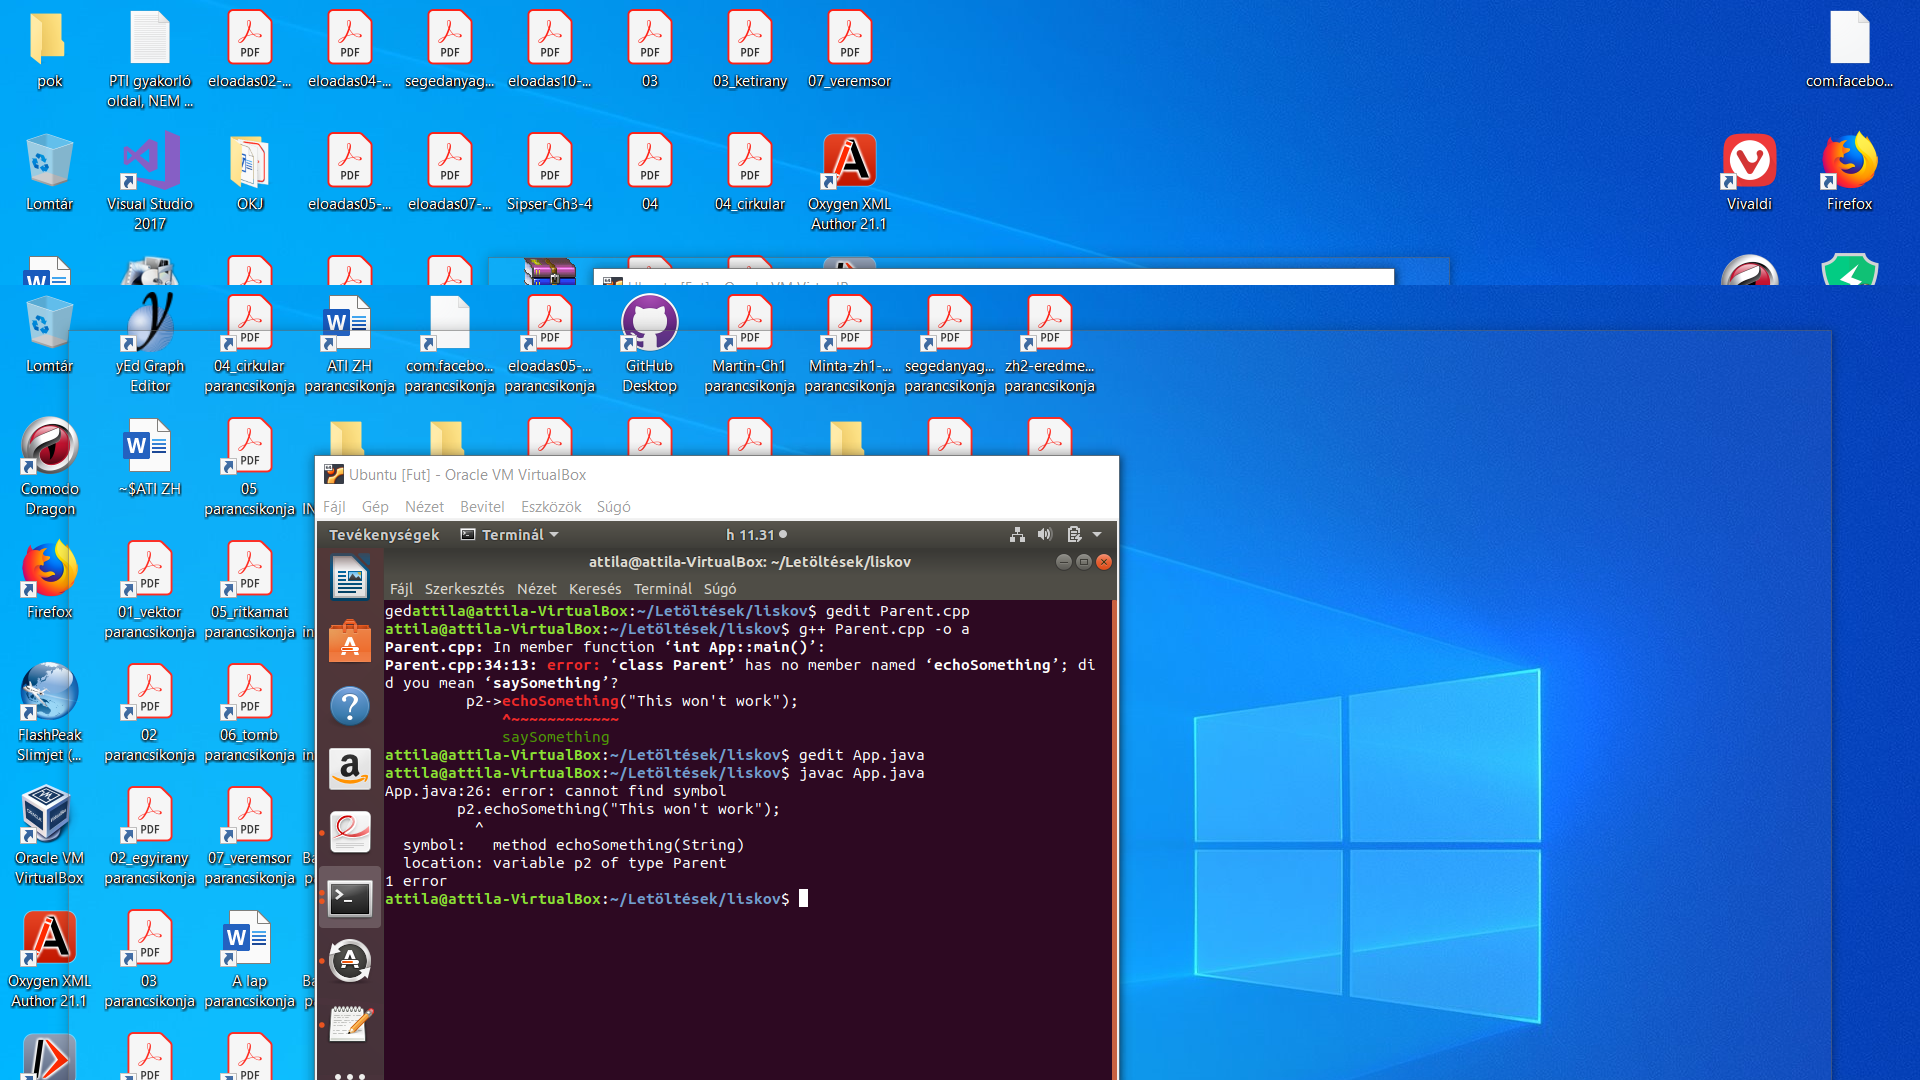 pok
PTI gyakorló oldal, NEM ...
eloadas02-...
eloadas04-...
segedanyag...
eloadas10-...
03
03_ketirany
07_veremsor
com.facebo...
Lomtár
Visual Studio 2017
OKJ
eloadas05-...
eloadas07-...
Sipser-Ch3-4
04
04_cirkular
Oxygen XML Author 21.1
Vivaldi
Firefox
Lomtár
yEd Graph Editor
04_cirkular parancsikonja
ATI ZH parancsikonja
com.facebo... parancsikonja
eloadas05-... parancsikonja
GitHub Desktop
Martin-Ch1 parancsikonja
Minta-zh1-... parancsikonja
segedanyag... parancsikonja
zh2-eredme... parancsikonja
Comodo Dragon
~$ATI ZH
05 parancsikonja
Firefox
01_vektor parancsikonja
05_ritkamat parancsikonja
FlashPeak Slimjet (...
02 parancsikonja
06_tomb parancsikonja
Oracle VM VirtualBox
02_egyirany parancsikonja
07_veremsor parancsikonja
Oxygen XML Author 21.1
03 parancsikonja
A lap parancsikonja
Ubuntu [Fut] - Oracle VM VirtualBox
Fájl Gép Nézet Bevitel Eszközök Súgó
Tevékenységek Terminál h 11.31
attila@attila-VirtualBox: ~/Letöltések/liskov
Fájl Szerkesztés Nézet Keresés Terminál Súgó
gedattila@attila-VirtualBox:~/Letöltések/liskov$ gedit Parent.cpp
attila@attila-VirtualBox:~/Letöltések/liskov$ g++ Parent.cpp -o a
Parent.cpp: In member function ‘int App::main()’:
Parent.cpp:34:13: error: ‘class Parent’ has no member named ‘echoSomething’; di
d you mean ‘saySomething’?
p2->echoSomething("This won't work");
^~~~~~~~~~~~~
saySomething
attila@attila-VirtualBox:~/Letöltések/liskov$ gedit App.java
attila@attila-VirtualBox:~/Letöltések/liskov$ javac App.java
App.java:26: error: cannot find symbol
p2.echoSomething("This won't work");
^
symbol:   method echoSomething(String)
location: variable p2 of type Parent
1 error
attila@attila-VirtualBox:~/Letöltések/liskov$